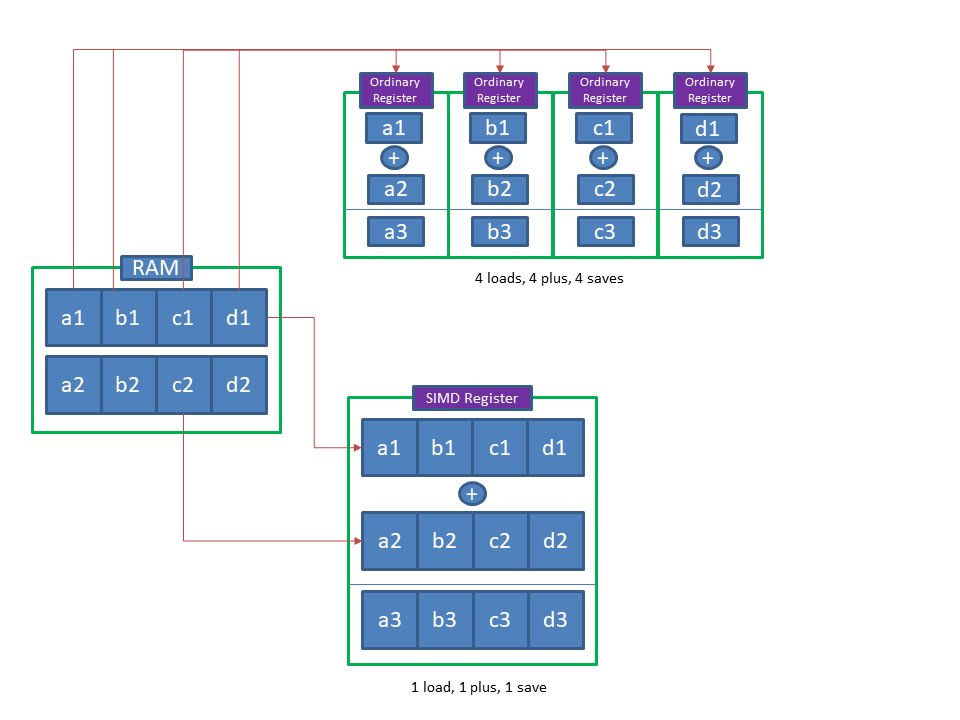 Ordinary Register
Ordinary Register
Ordinary Register
Ordinary Register
a1 b1 c1 d1
+ + + +
a2 b2 c2 d2
a3 b3 c3 d3
4 loads, 4 plus, 4 saves
RAM
a1 b1 c1 d1
a2 b2 c2 d2
SIMD Register
a1 b1 c1 d1
+
a2 b2 c2 d2
a3 b3 c3 d3
1 load, 1 plus, 1 save